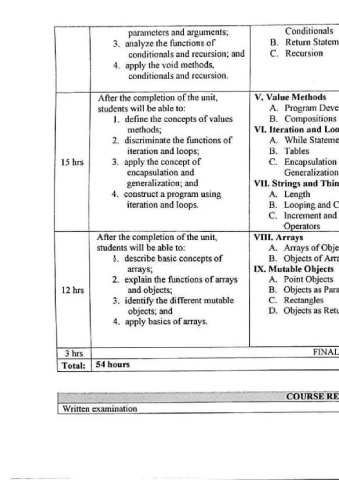 parameters and arguments;
3. analyze the functions of
conditionals and recursion; and
4. apply the void methods,
conditionals and recursion.
Conditionals
B. Return Statem
C. Recursion
15 hrs
After the completion of the unit,
students will be able to:
1. define the concepts of values
methods;
2. discriminate the functions of
iteration and loops;
3. apply the concept of
encapsulation and
generalization; and
4. construct a program using
iteration and loops.
V. Value Methods
A. Program Deve
B. Compositions
VI. Iteration and Loo
A. While Stateme
B. Tables
C. Encapsulation
Generalization
VII. Strings and Thin
A. Length
B. Looping and C
C. Increment and
Operators
12 hrs
After the completion of the unit,
students will be able to:
1. describe basic concepts of
arrays;
2. explain the functions of arrays
and objects;
3. identify the different mutable
objects; and
4. apply basics of arrays.
VIII. Arrays
A. Arrays of Obje
B. Objects of Arra
IX. Mutable Objects
A. Point Objects
B. Objects as Para
C. Rectangles
D. Objects as Retu
3 hrs
FINAL
Total: 54 hours
COURSE RE
Written examination